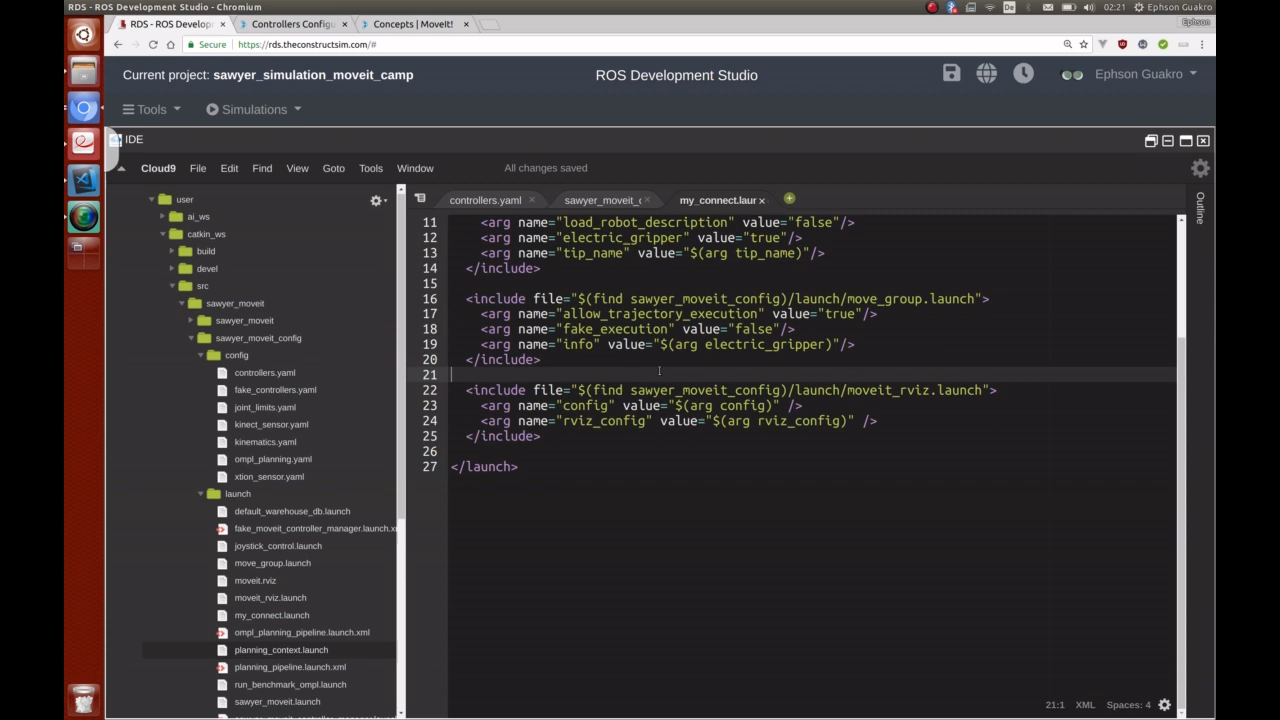 RDS - ROS Development Studio - Chromium
De
02:21
Ephson Guakro
RDS - ROS Develop
Controllers Configu
Concepts | MoveIt!
Ephson
Secure
https://rds.theconstructsim.com/#
Current project: sawyer_simulation_moveit_camp
ROS Development Studio
Ephson Guakro
Tools
Simulations
IDE
Cloud9
File
Edit
Find
View
Goto
Tools
Window
All changes saved
user
ai_ws
catkin_ws
build
devel
src
sawyer_moveit
sawyer_moveit
sawyer_moveit_config
config
controllers.yaml
fake_controllers.yaml
joint_limits.yaml
kinect_sensor.yaml
kinematics.yaml
ompl_planning.yaml
xtion_sensor.yaml
launch
default_warehouse_db.launch
fake_moveit_controller_manager.launch.x
joystick_control.launch
move_group.launch
moveit.rviz
moveit_rviz.launch
my_connect.launch
ompl_planning_pipeline.launch.xml
planning_context.launch
planning_pipeline.launch.xml
run_benchmark_ompl.launch
sawyer_moveit.launch
controllers.yaml
sawyer_moveit_c
my_connect.laur
11 <arg name="load_robot_description" value="false"/>
12 <arg name="electric_gripper" value="true"/>
13 <arg name="tip_name" value="$(arg tip_name)"/>
14 </include>
15
16 <include file="$(find sawyer_moveit_config)/launch/move_group.launch">
17 <arg name="allow_trajectory_execution" value="true"/>
18 <arg name="fake_execution" value="false"/>
19 <arg name="info" value="$(arg electric_gripper)"/>
20 </include>
21
22 <include file="$(find sawyer_moveit_config)/launch/moveit_rviz.launch">
23 <arg name="config" value="$(arg config)" />
24 <arg name="rviz_config" value="$(arg rviz_config)" />
25 </include>
26
27 </launch>
Outline
21:1
XML
Spaces: 4